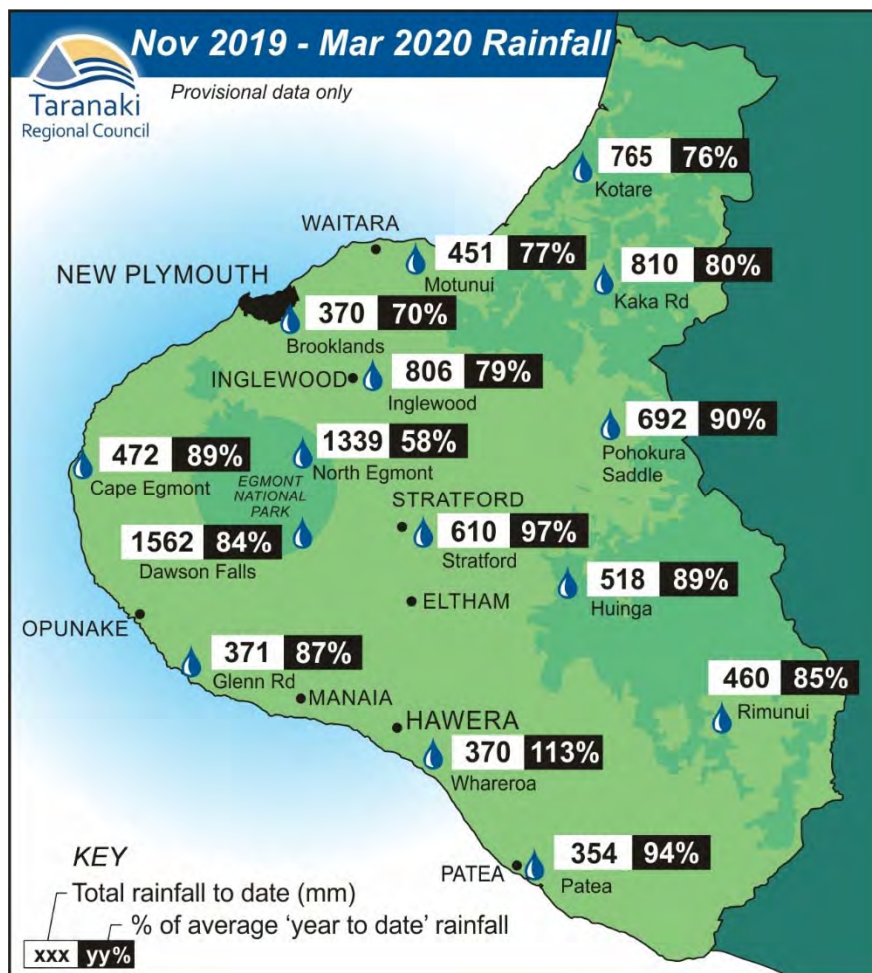 Nov 2019 - Mar 2020 Rainfall
Taranaki
Regional Council
Provisional data only
765 76%
Kotare
WAITARA
451 77%
Motunui
NEW PLYMOUTH
810 80%
Kaka Rd
370 70%
Brooklands
INGLEWOOD
806 79%
Inglewood
692 90%
Pohokura
Saddle
472 89%
Cape Egmont
1339 58%
North Egmont
EGMONT
NATIONAL
PARK
STRATFORD
610 97%
Stratford
1562 84%
Dawson Falls
518 89%
Huinga
ELTHAM
OPUNAKE
371 87%
Glenn Rd
MANAIA
460 85%
Rimunui
HAWERA
370 113%
Whareroa
PATEA
354 94%
Patea
KEY
Total rainfall to date (mm)
% of average 'year to date' rainfall
xxx yy%